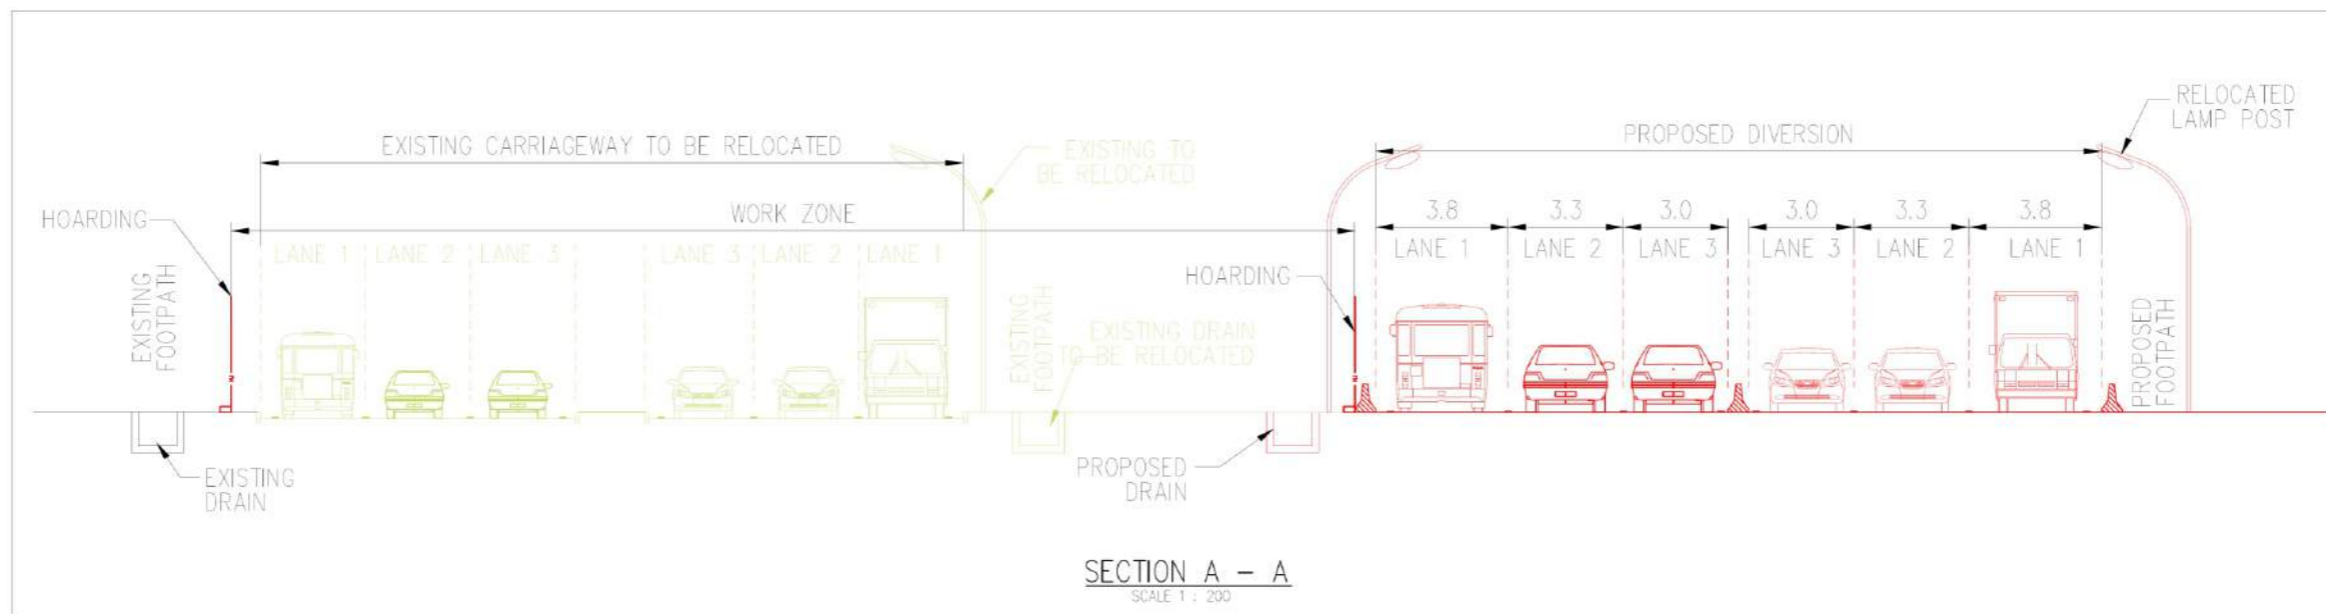 RELOCATED
LAMP POST
EXISTING CARRIAGEWAY TO BE RELOCATED
EXISTING TO
BE RELOCATED
PROPOSED DIVERSION
HOARDING
WORK ZONE
3.8 3.3 3.0 3.0 3.3 3.8
LANE 1 LANE 2 LANE 3 LANE 3 LANE 2 LANE 1
LANE 1 LANE 2 LANE 3 LANE 3 LANE 2 LANE 1
HOARDING
EXISTING
FOOTPATH
EXISTING
FOOTPATH
EXISTING DRAIN
TO BE RELOCATED
PROPOSED
FOOTPATH
EXISTING
DRAIN
PROPOSED
DRAIN
SECTION A – A
SCALE 1 : 200